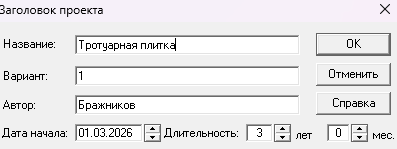 Заголовок проекта
Название: Тротуарная плитка OK
Вариант: 1 Отменить
Автор: Бражников Справка
Дата начала: 01.03.2026 Длительность: 3 лет 0 мес.